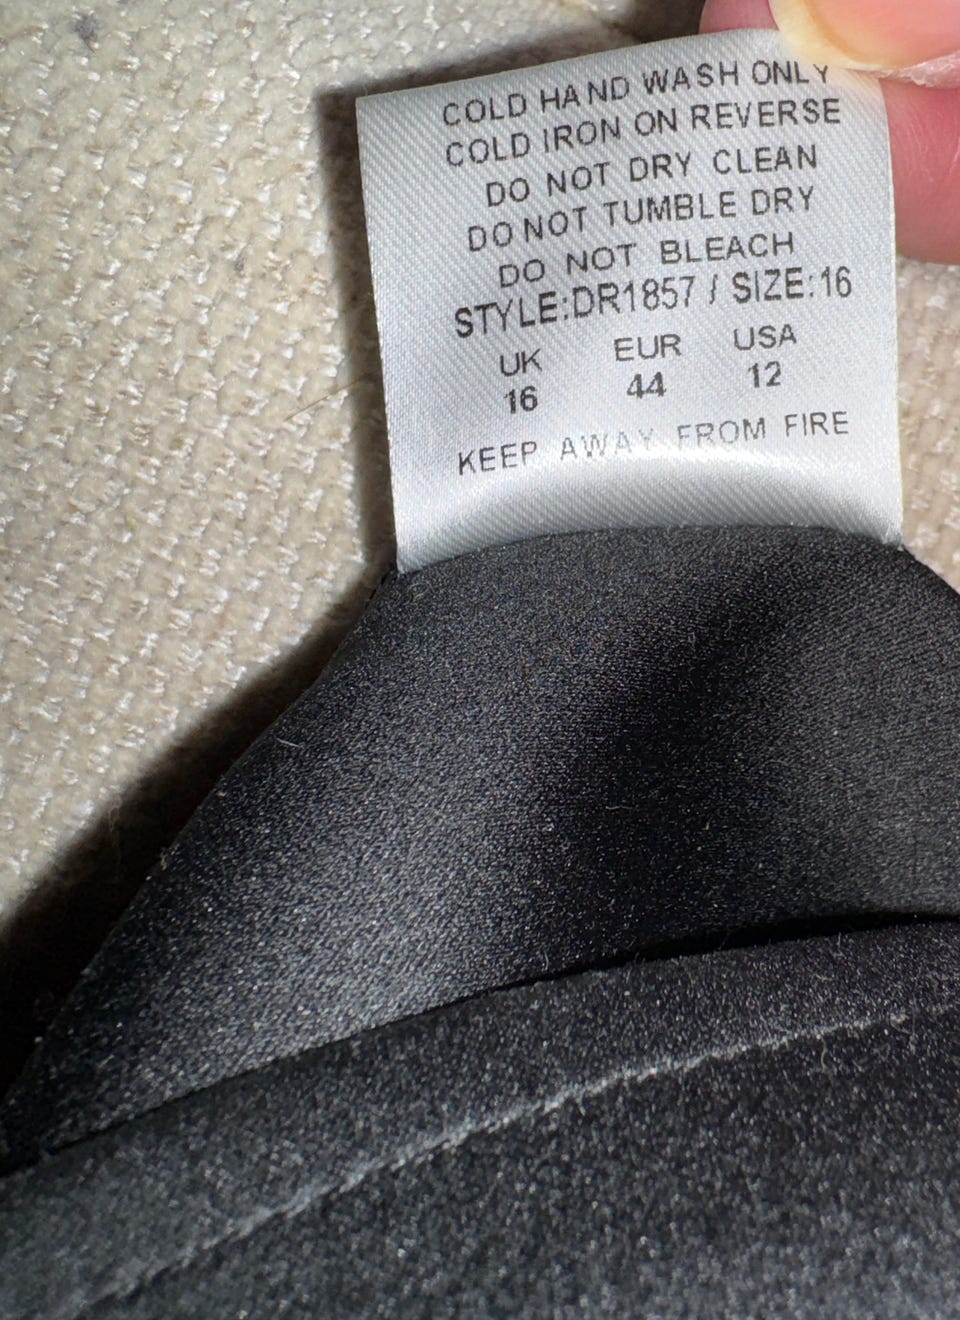 COLD HAND WASH ONLY
COLD IRON ON REVERSE
DO NOT DRY CLEAN
DO NOT TUMBLE DRY
DO NOT BLEACH
STYLE:DR1857 / SIZE:16
UK EUR USA
16 44 12
KEEP AWAY FROM FIRE